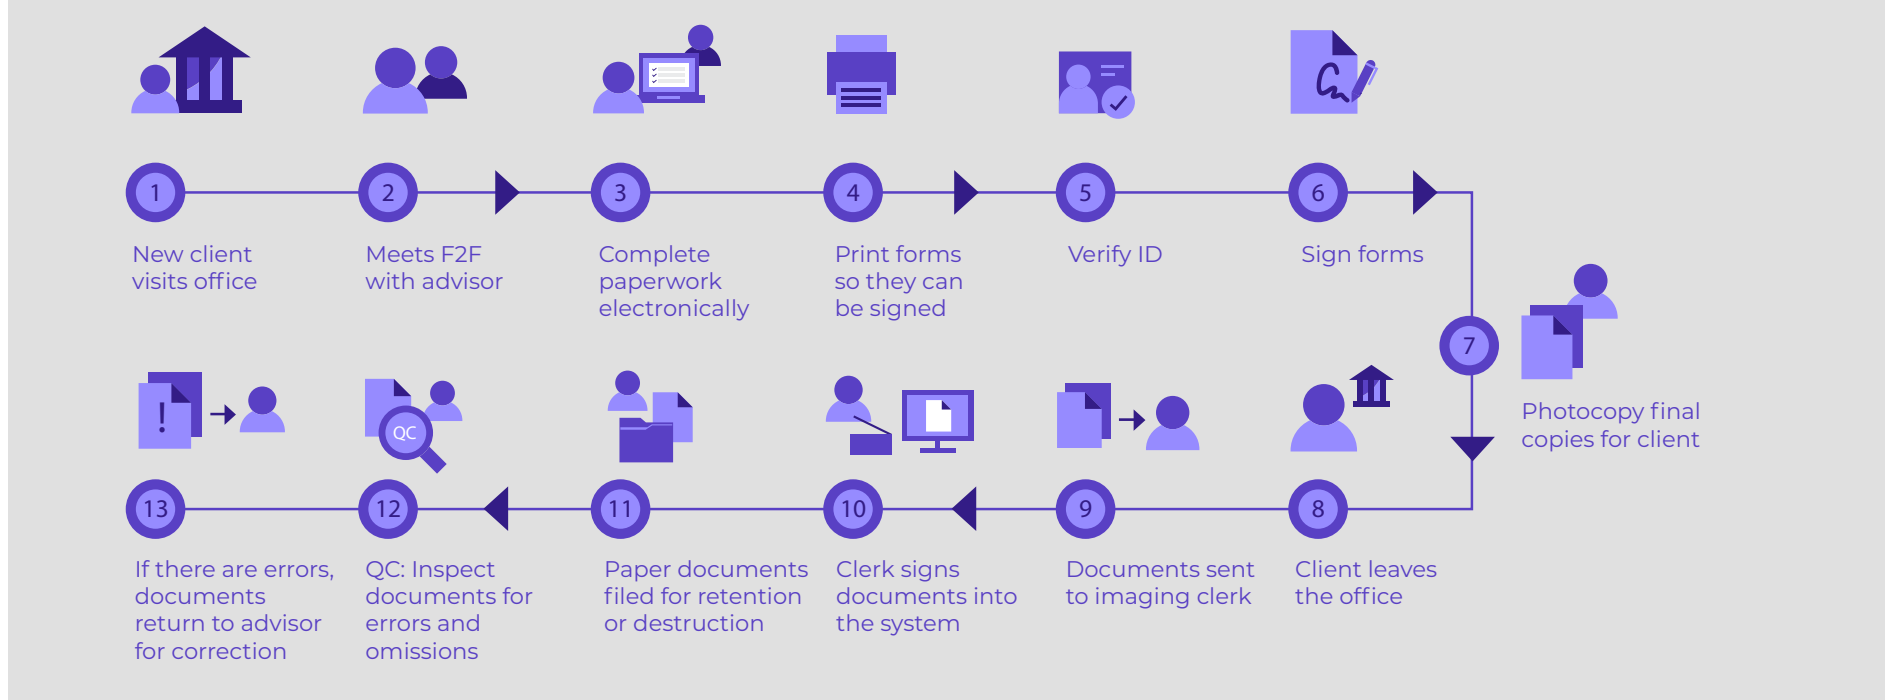 1
2
3
4
5
6
New client
visits office
Meets F2F
with advisor
Complete
paperwork
electronically
Print forms
so they can
be signed
Verify ID
Sign forms
7
Photocopy final
copies for client
8
Client leaves
the office
9
Documents sent
to imaging clerk
10
Clerk signs
documents into
the system
11
Paper documents
filed for retention
or destruction
QC
12
QC: Inspect
documents for
errors and
omissions
!
13
If there are errors,
documents
return to advisor
for correction